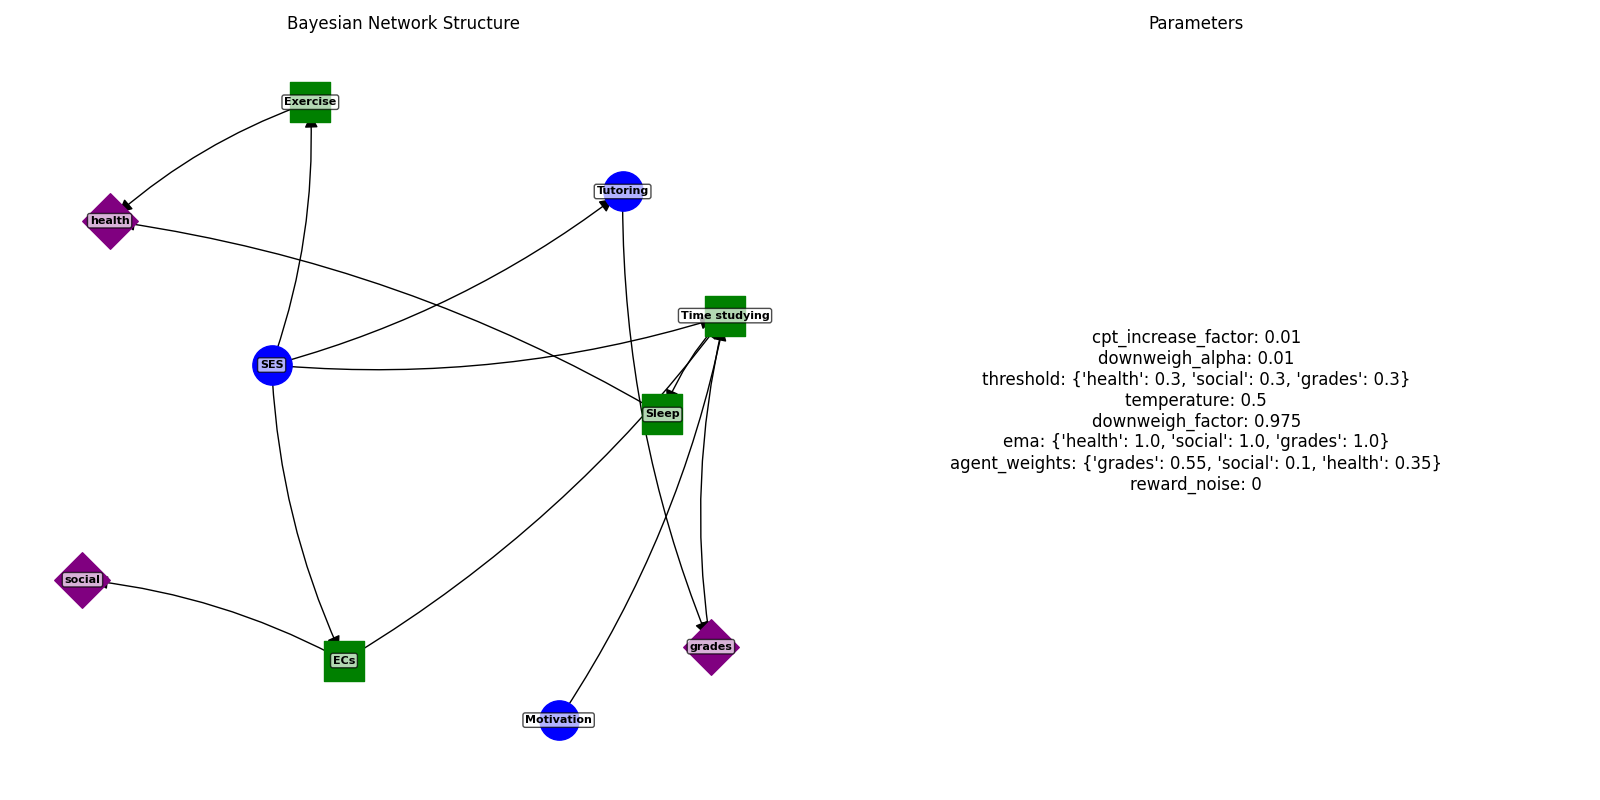 Bayesian Network Structure
Parameters
Exercise
Tutoring
health
Time studying
SES
Sleep
social
ECs
grades
Motivation
cpt_increase_factor: 0.01
downweigh_alpha: 0.01
threshold: {'health': 0.3, 'social': 0.3, 'grades': 0.3}
temperature: 0.5
downweigh_factor: 0.975
ema: {'health': 1.0, 'social': 1.0, 'grades': 1.0}
agent_weights: {'grades': 0.55, 'social': 0.1, 'health': 0.35}
reward_noise: 0